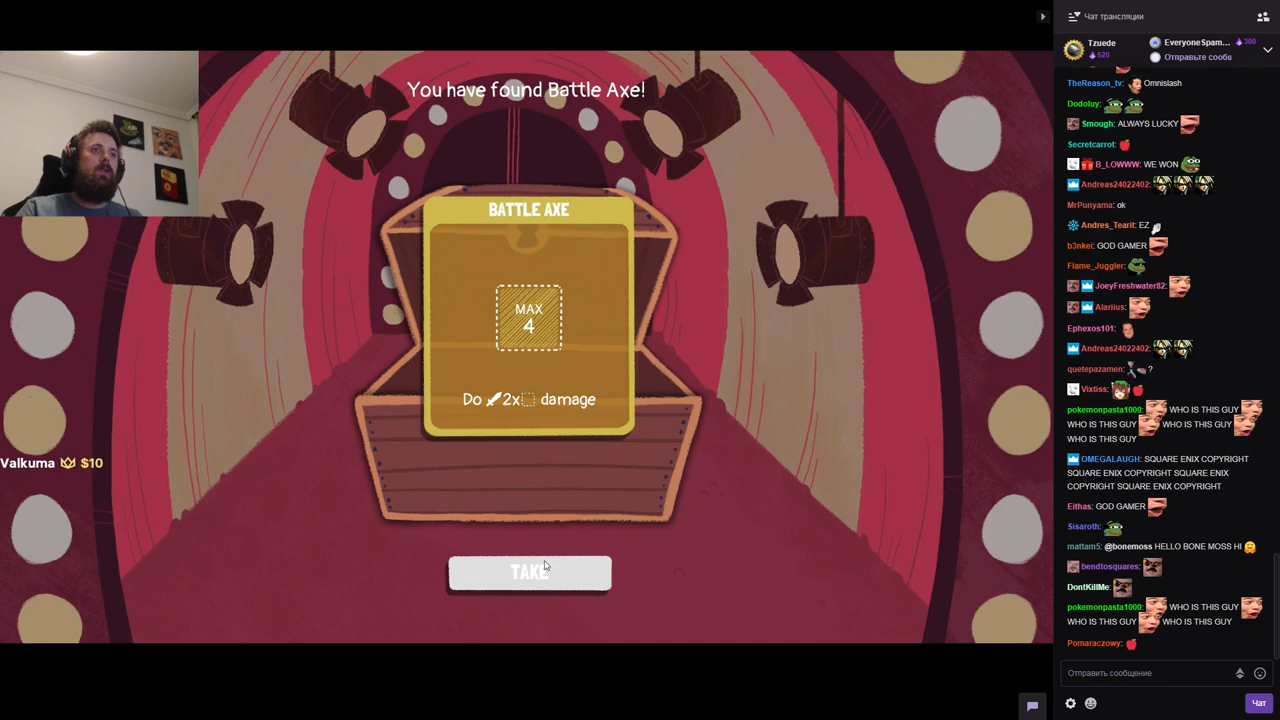 You have found Battle Axe!
BATTLE AXE
MAX
4
Do 2x damage
TAKE
Valkuma $10
Чат трансляции
Tzuede
520
EveryoneSpam... 300
Отправьте сообщ
TheReason_tv: Omnislash
Dodoluy:
Smough: ALWAYS LUCKY
Secretcarrot:
B_LOWWW: WE WON
Andreas24022402:
MrPunyama: ok
Andres_Tearit: EZ
b3nkei: GOD GAMER
Flame_Juggler:
JoeyFreshwater82:
Alariius:
Ephexos101:
Andreas24022402:
quetepazamen: ?
Vixtiss:
pokemonpasta1000: WHO IS THIS GUY
WHO IS THIS GUY WHO IS THIS GUY
WHO IS THIS GUY
OMEGALAUGH: SQUARE ENIX COPYRIGHT
SQUARE ENIX COPYRIGHT SQUARE ENIX
COPYRIGHT SQUARE ENIX COPYRIGHT
Eithas: GOD GAMER
Sisaroth:
mattam5: @bonemoss HELLO BONE MOSS HI
bendtosquares:
DontKillMe:
pokemonpasta1000: WHO IS THIS GUY
WHO IS THIS GUY WHO IS THIS GUY
Pomaraczowy:
Отправить сообщение
Чат